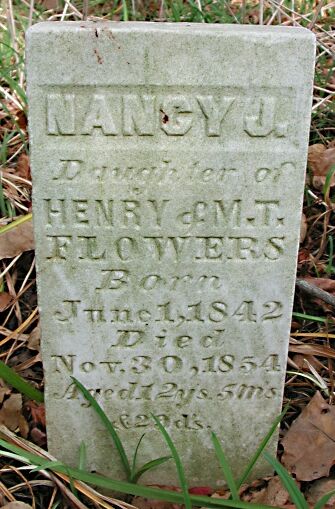 NANCY J.
Daughter of
HENRY & M.T.
FLOWERS
Born
June 1, 1842
Died
Nov. 30, 1854
Aged 12ys. 5ms.
& 29ds.